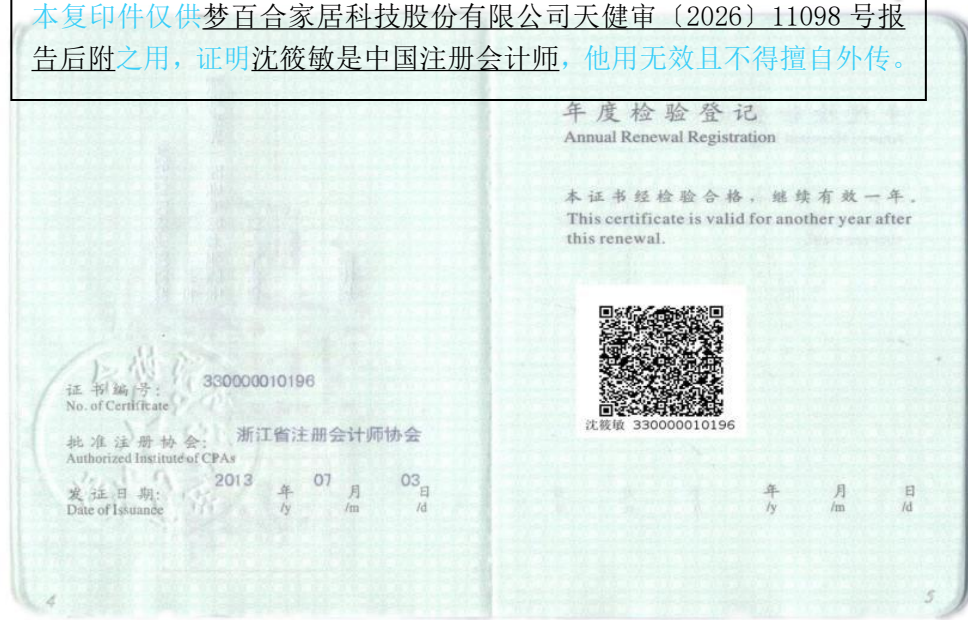 本复印件仅供梦百合家居科技股份有限公司天健审〔2026〕11098 号报
告后附之用，证明沈筱敏是中国注册会计师，他用无效且不得擅自外传。
证书编号：
No. of Certificate
330000010196
批准注册协会：
Authorized Institute of CPAs
浙江省注册会计师协会
发证日期：
Date of Issuance
2013 年 07 月 03 日
/y /m /d
4
年度检验登记
Annual Renewal Registration
本证书经检验合格，继续有效一年。
This certificate is valid for another year after
this renewal.
沈筱敏 330000010196
年 月 日
/y /m /d
5